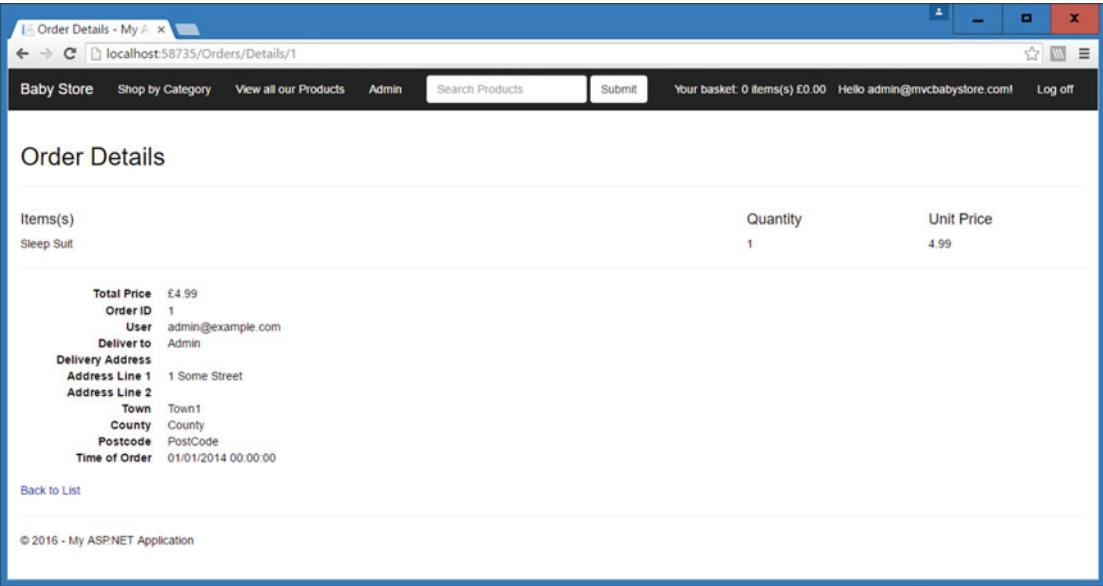 Order Details - My A
localhost:58735/Orders/Details/1
Baby Store Shop by Category View all our Products Admin Search Products Submit Your basket: 0 items(s) £0.00 Hello admin@mvcbabystore.com! Log off
Order Details
Items(s) Quantity Unit Price
Sleep Suit 1 4.99
Total Price £4.99
Order ID 1
User admin@example.com
Deliver to Admin
Delivery Address
Address Line 1 1 Some Street
Address Line 2
Town Town1
County County
Postcode PostCode
Time of Order 01/01/2014 00:00:00
Back to List
© 2016 - My ASP.NET Application